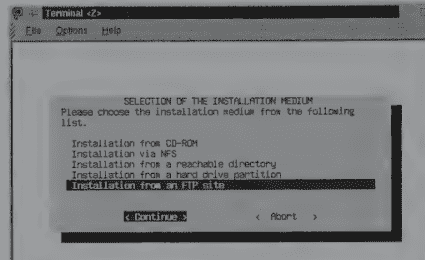 Terminal <2>
File Options Help
SELECTION OF THE INSTALLATION MEDIUM
Please choose the installation medium from the following
list.
Installation from CD-ROM
Installation via NFS
Installation from a reachable directory
Installation from a hard drive partition
Installation from an FTP site
< Continue > < Abort >